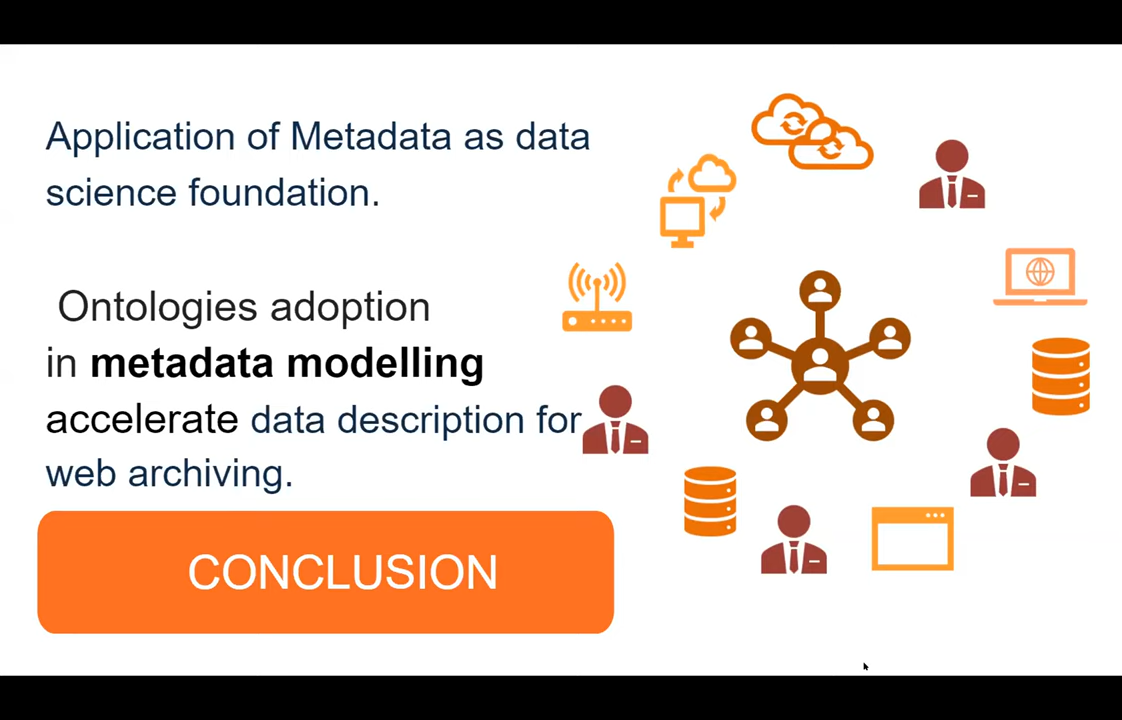 Application of Metadata as data
science foundation.
Ontologies adoption
in metadata modelling
accelerate data description for
web archiving.
CONCLUSION